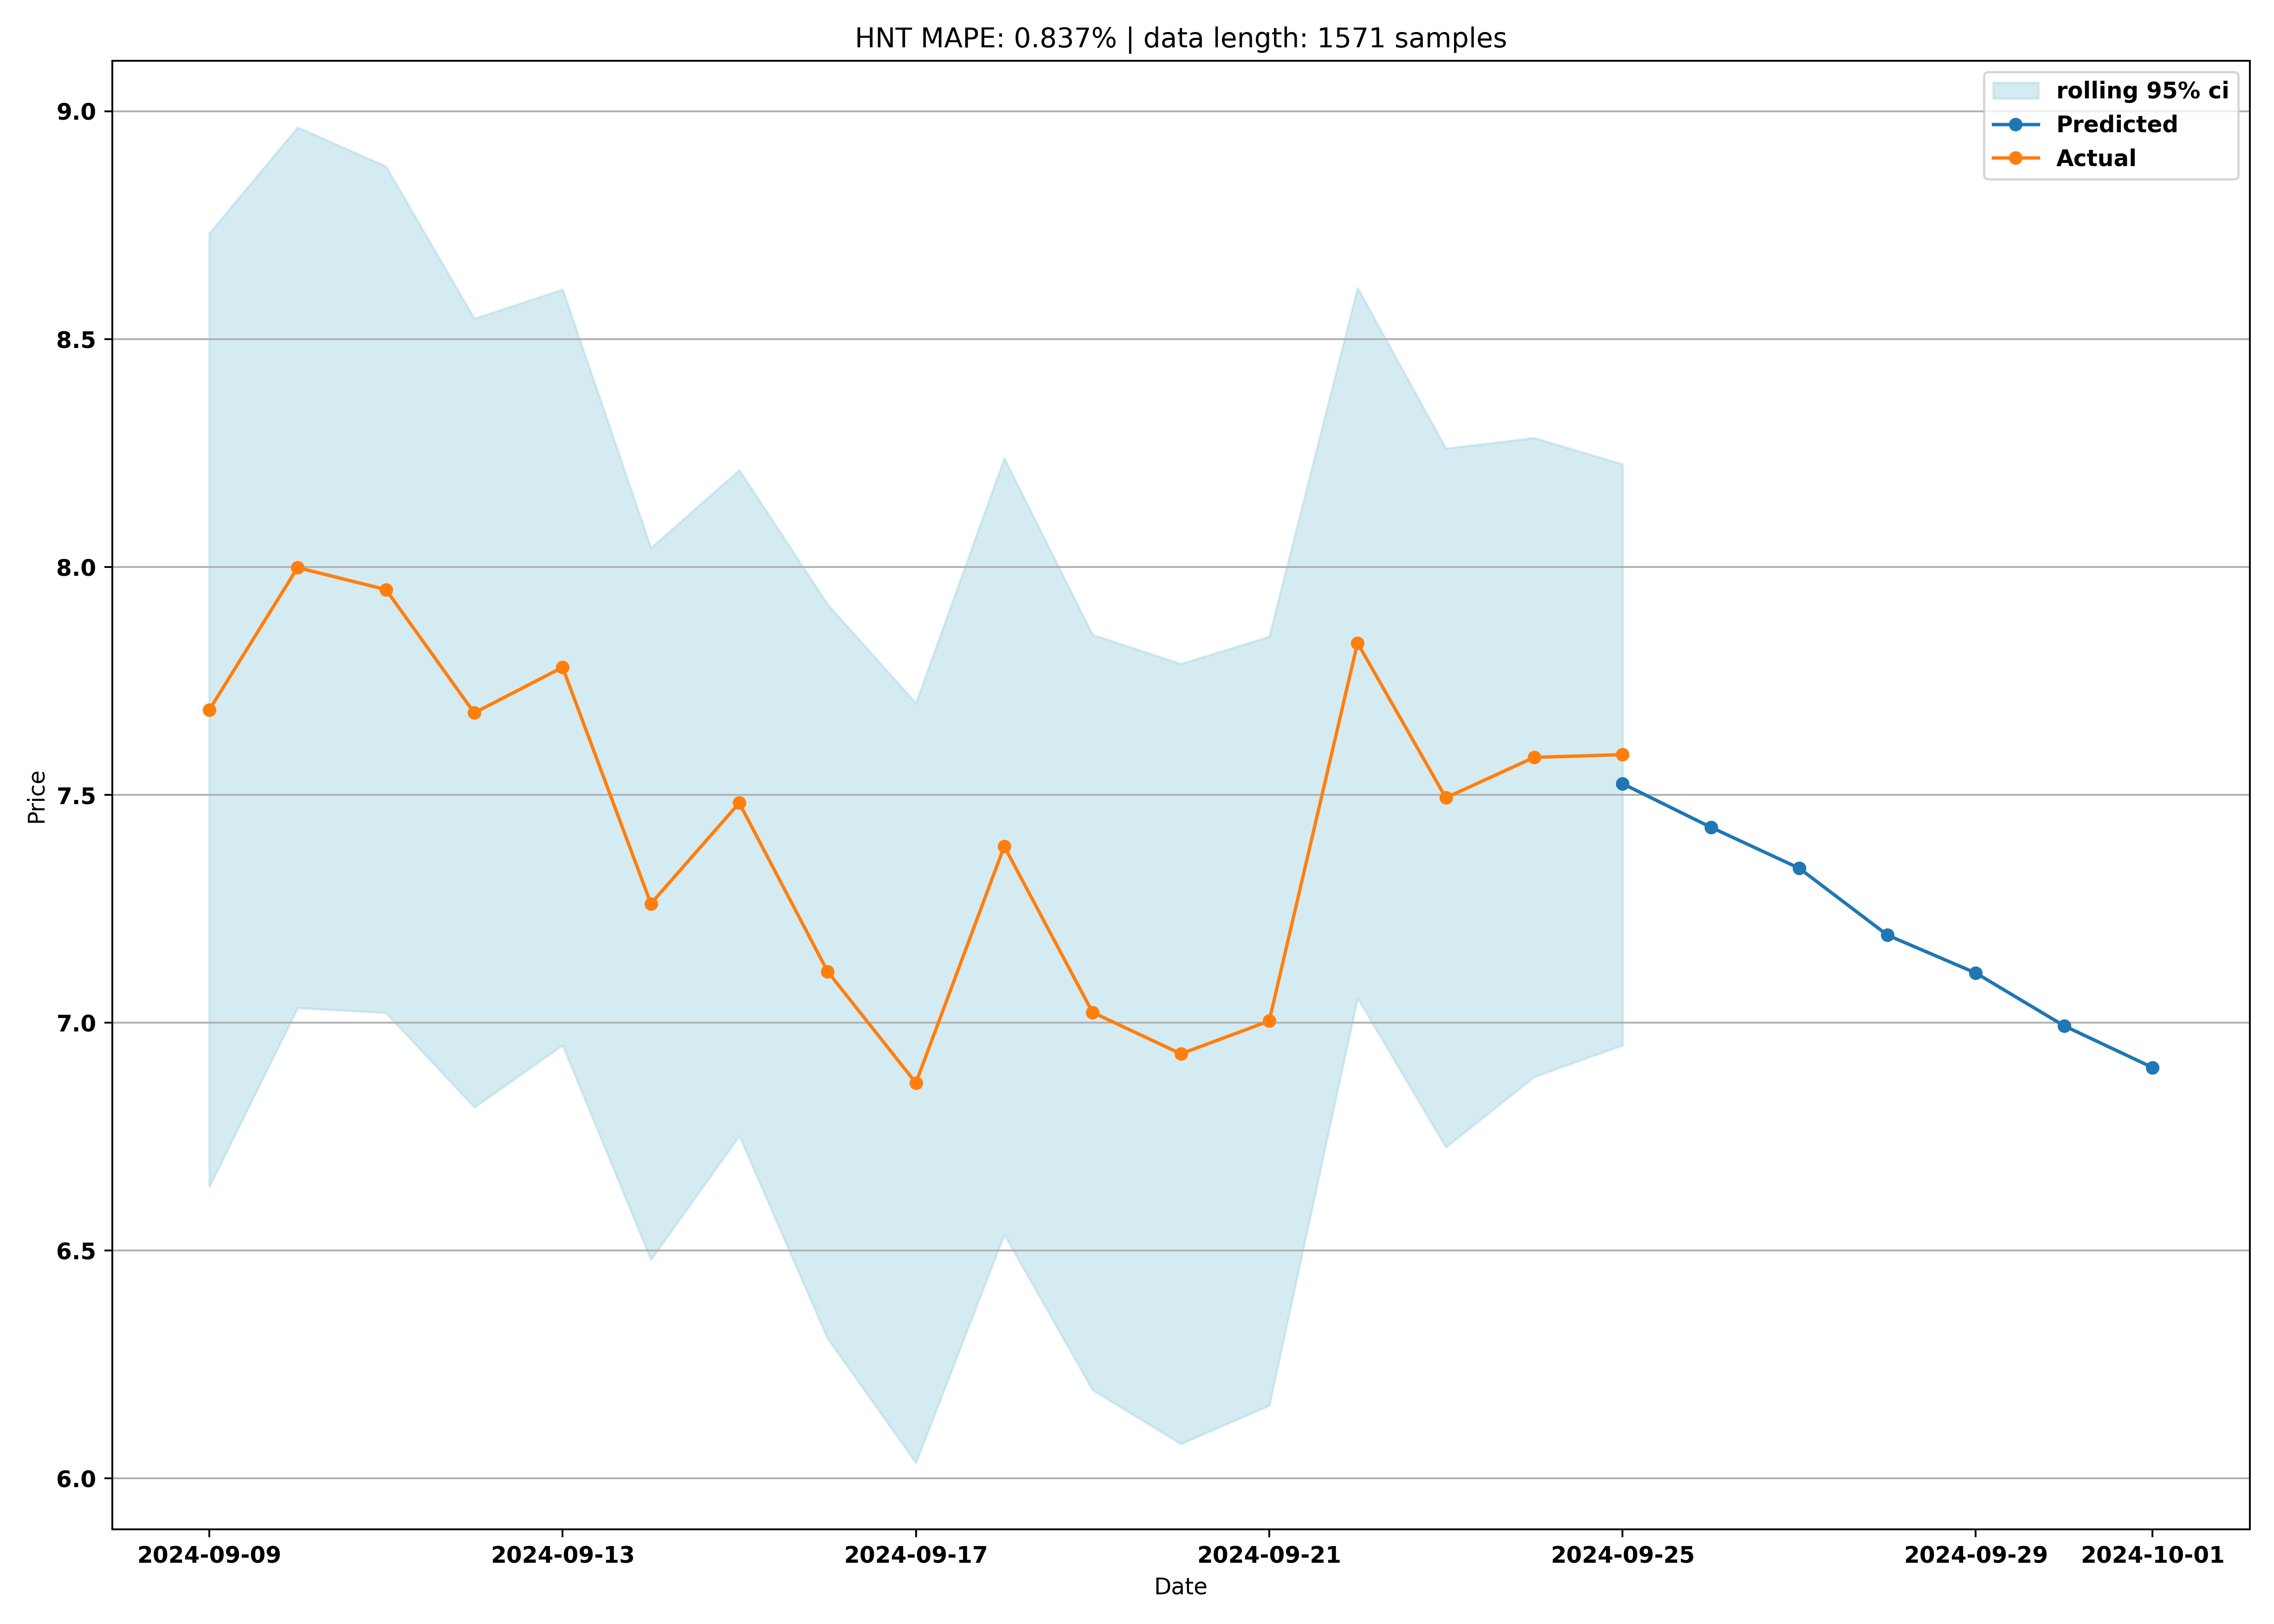 HNT MAPE: 0.837% | data length: 1571 samples
rolling 95% ci
Predicted
Actual
9.0
8.5
8.0
7.5
7.0
6.5
6.0
Price
2024-09-09
2024-09-13
2024-09-17
2024-09-21
2024-09-25
2024-09-29
2024-10-01
Date